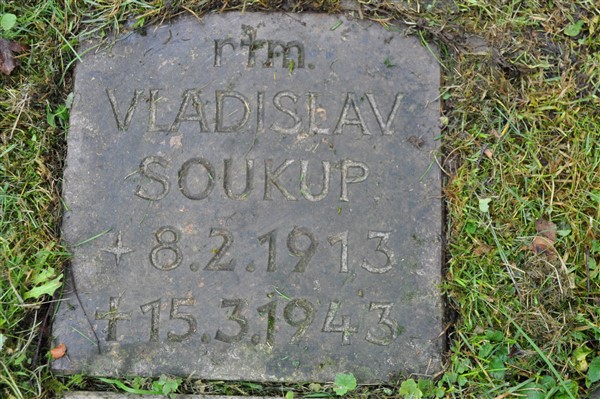 rtm.
VLADISLAV
SOUKUP
* 8.2.1913
† 15.3.1943